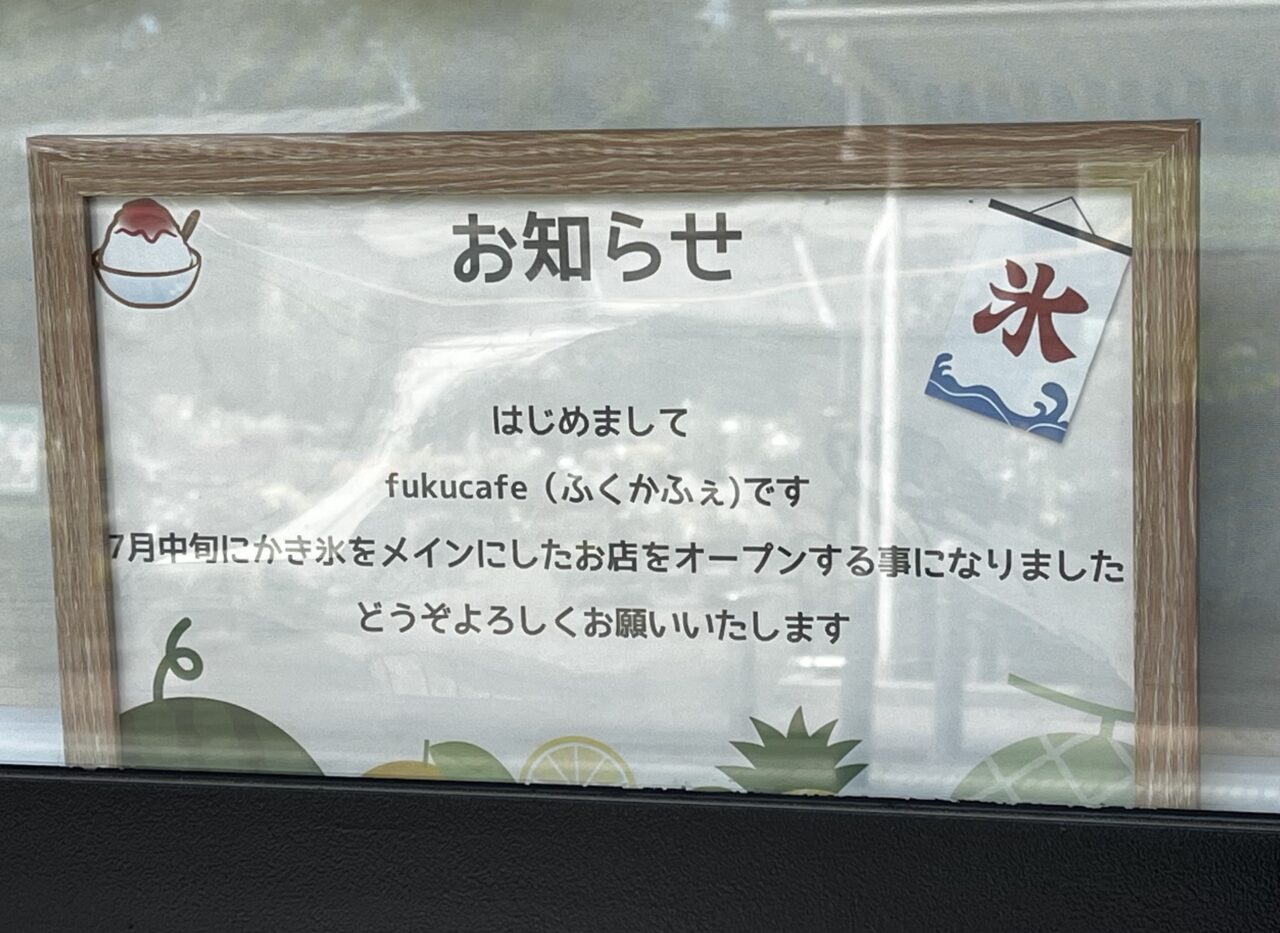 お知らせ
氷
はじめまして
fukucafe (ふくかふぇ)です
7月中旬にかき氷をメインにしたお店をオープンする事になりました
どうぞよろしくお願いいたします